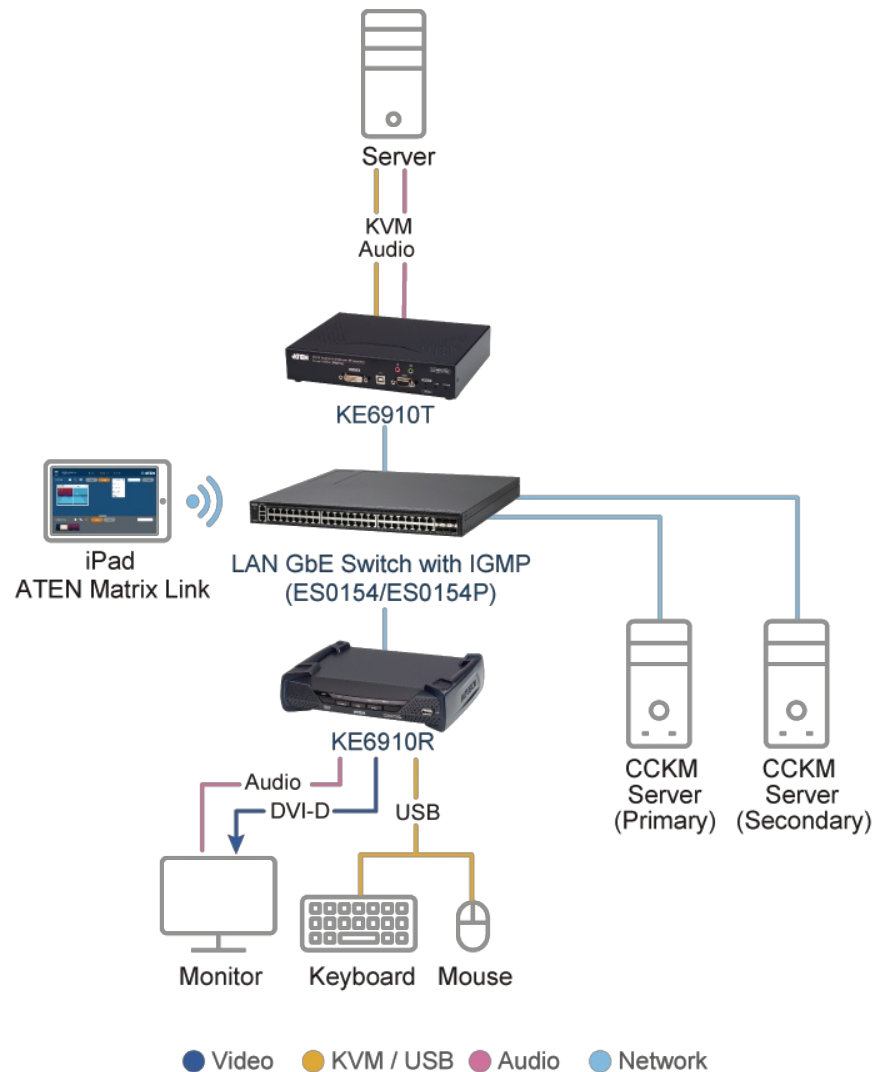 Server
KVM
Audio
ATEN
KE6910T
iPad
ATEN Matrix Link
LAN GbE Switch with IGMP
(ES0154/ES0154P)
KE6910R
Audio
DVI-D
USB
CCKM
Server
(Primary)
CCKM
Server
(Secondary)
Monitor
Keyboard
Mouse
Video
KVM / USB
Audio
Network